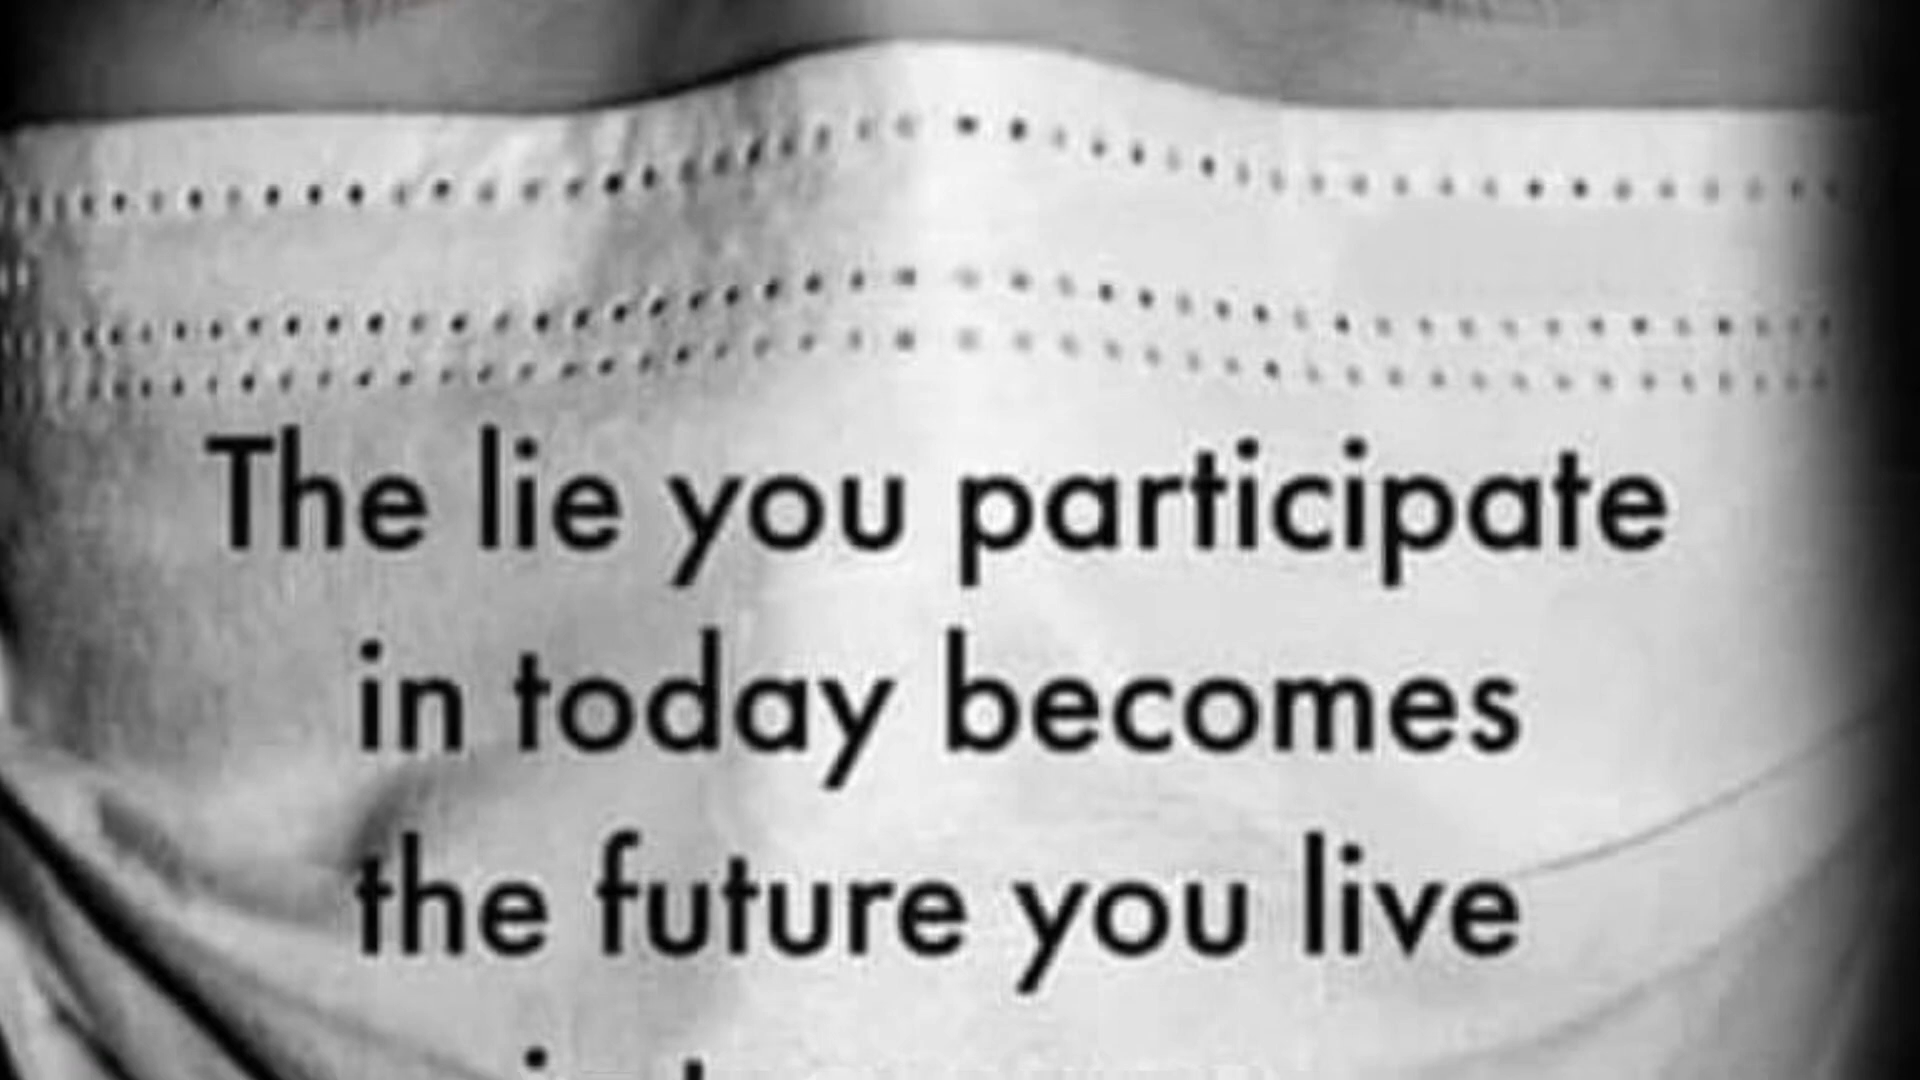 The lie you participate
in today becomes
the future you live